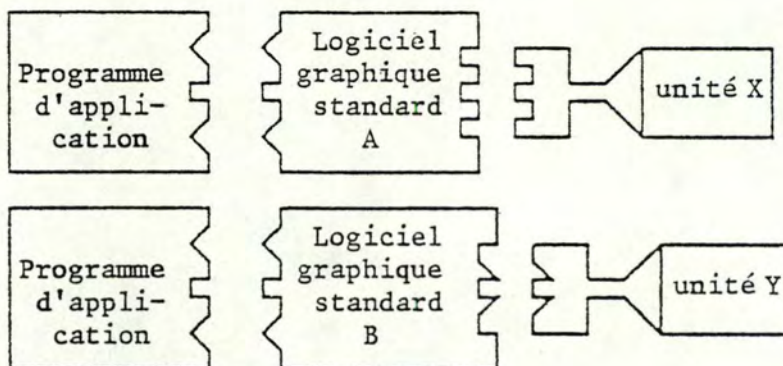 Programme
d'appli-
cation
Logiciel
graphique
standard
A
unité X
Programme
d'appli-
cation
Logiciel
graphique
standard
B
unité Y